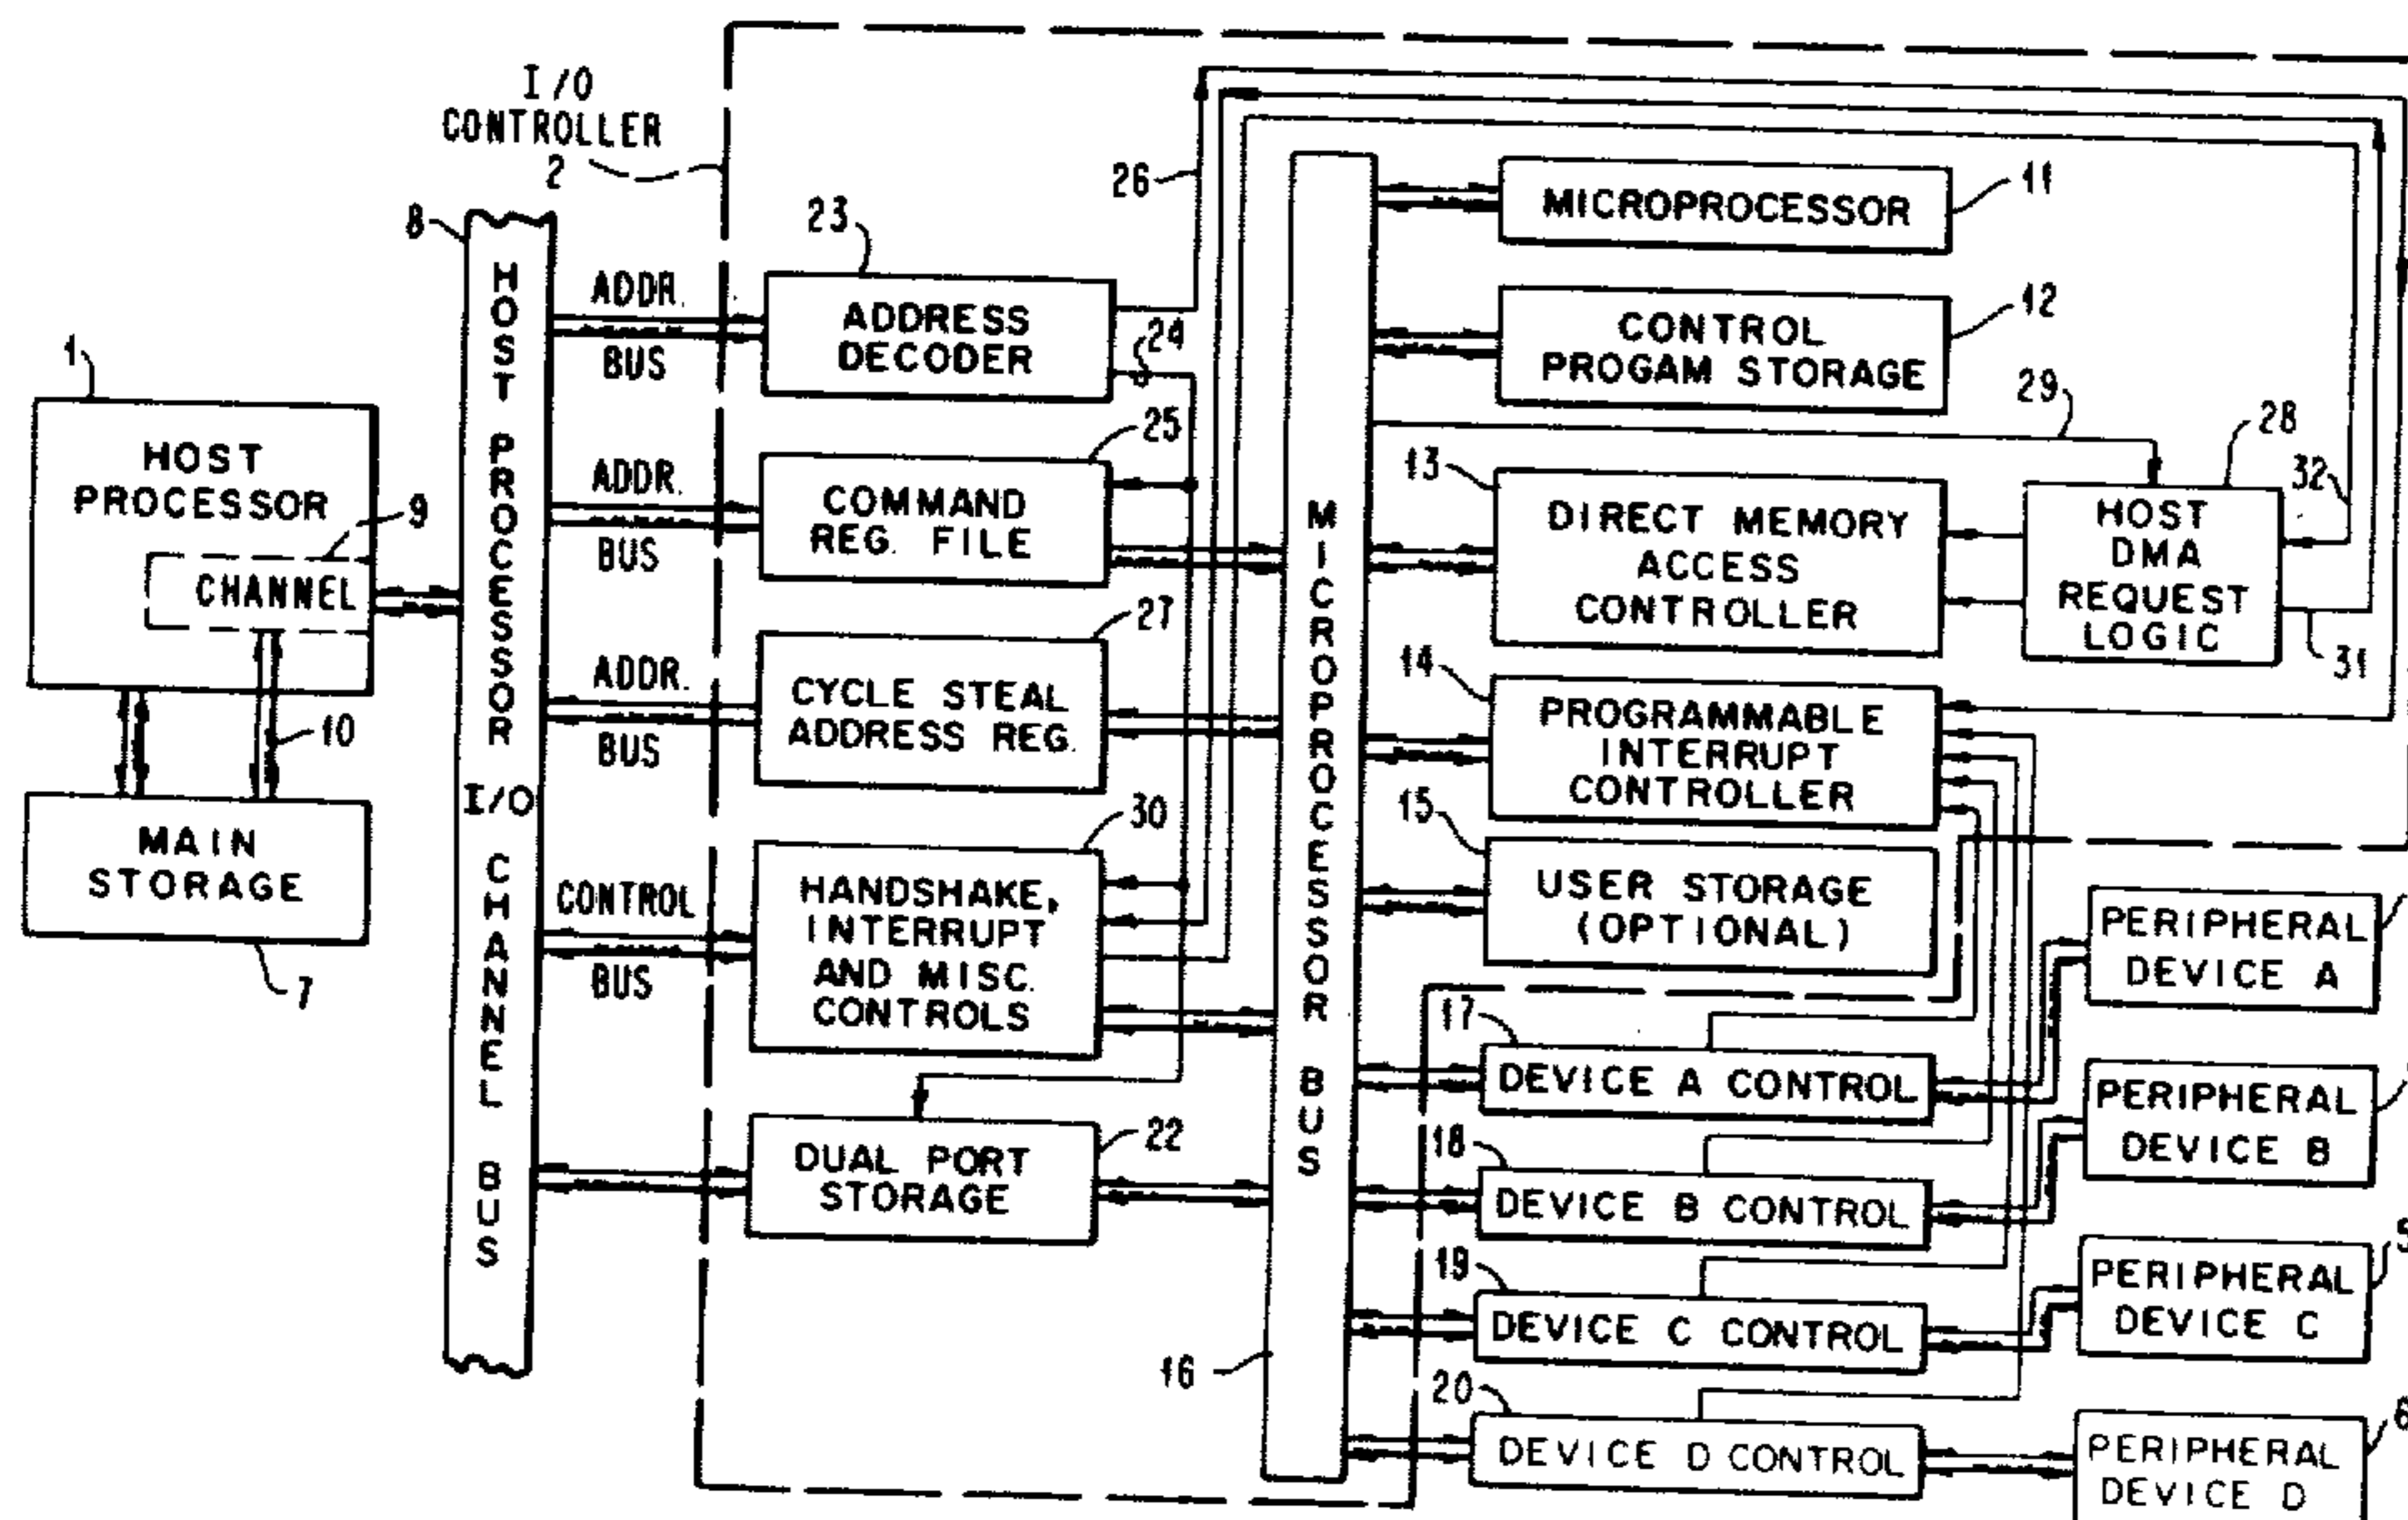 I/O
CONTROLLER
2
8
HOST PROCESSOR I/O CHANNEL BUS
1
HOST
PROCESSOR
9
CHANNEL
10
MAIN
STORAGE
7
ADDR.
BUS
23
ADDRESS
DECODER
24
26
ADDR.
BUS
25
COMMAND
REG. FILE
ADDR.
BUS
27
CYCLE STEAL
ADDRESS REG.
CONTROL
BUS
30
HANDSHAKE,
INTERRUPT
AND MISC.
CONTROLS
22
DUAL PORT
STORAGE
MICROPROCESSOR BUS
16
11
MICROPROCESSOR
12
CONTROL
PROGAM STORAGE
29
28
13
DIRECT MEMORY
ACCESS
CONTROLLER
HOST
DMA
REQUEST
LOGIC
32
31
14
PROGRAMMABLE
INTERRUPT
CONTROLLER
15
USER STORAGE
(OPTIONAL)
17
DEVICE A CONTROL
PERIPHERAL
DEVICE A
18
DEVICE B CONTROL
PERIPHERAL
DEVICE B
19
DEVICE C CONTROL
PERIPHERAL
DEVICE C
5
20
DEVICE D CONTROL
PERIPHERAL
DEVICE D
6